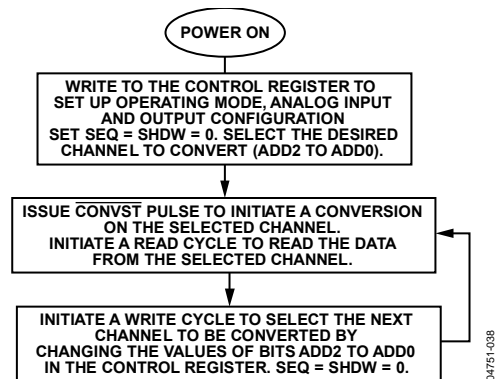 POWER ON
WRITE TO THE CONTROL REGISTER TO
SET UP OPERATING MODE, ANALOG INPUT
AND OUTPUT CONFIGURATION
SET SEQ = SHDW = 0. SELECT THE DESIRED
CHANNEL TO CONVERT (ADD2 TO ADD0).
ISSUE CONVST PULSE TO INITIATE A CONVERSION
ON THE SELECTED CHANNEL.
INITIATE A READ CYCLE TO READ THE DATA
FROM THE SELECTED CHANNEL.
INITIATE A WRITE CYCLE TO SELECT THE NEXT
CHANNEL TO BE CONVERTED BY
CHANGING THE VALUES OF BITS ADD2 TO ADD0
IN THE CONTROL REGISTER. SEQ = SHDW = 0.
04751-038